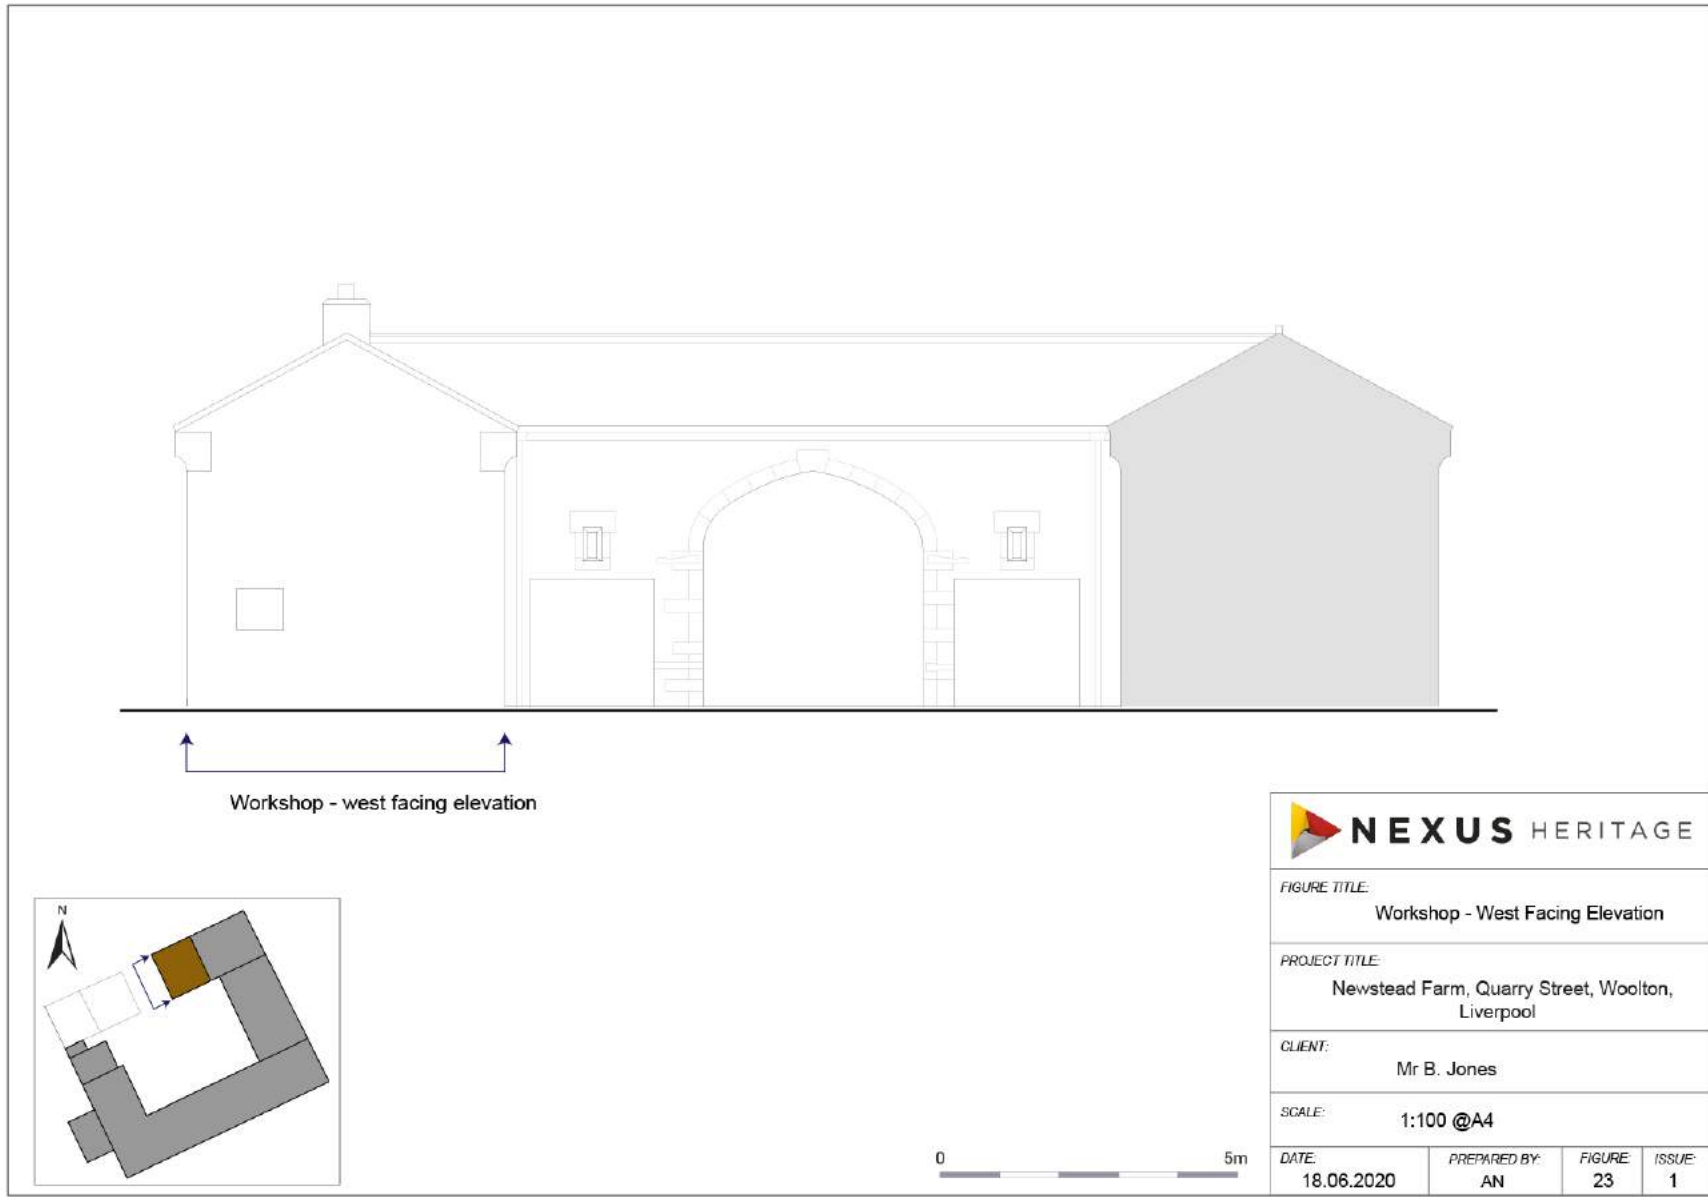 Workshop - west facing elevation
N
0 5m
NEXUS HERITAGE
FIGURE TITLE:
Workshop - West Facing Elevation
PROJECT TITLE:
Newstead Farm, Quarry Street, Woolton,
Liverpool
CLIENT:
Mr B. Jones
SCALE:
1:100 @A4
DATE:
18.06.2020
PREPARED BY:
AN
FIGURE:
23
ISSUE:
1